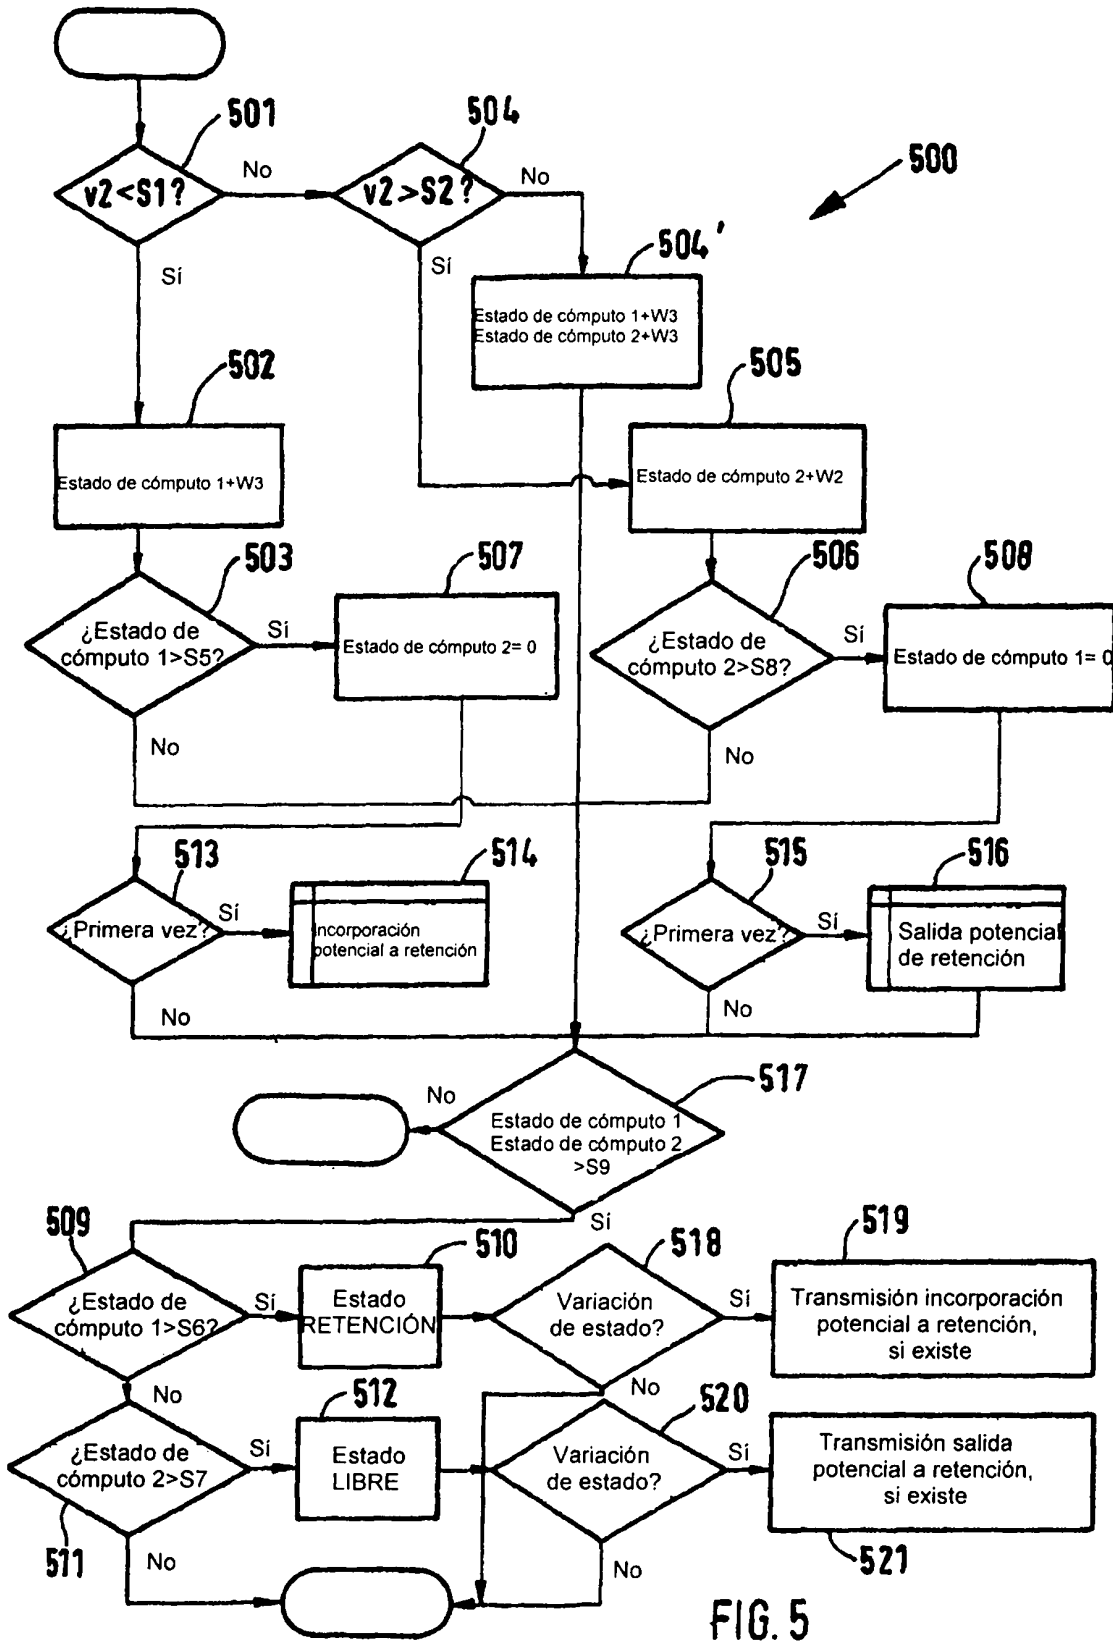 501
504
500
v2<S1?
No
v2>S2?
No
Sí
Sí
504'
Estado de cómputo 1+W3
Estado de cómputo 2+W3
502
505
Estado de cómputo 1+W3
Estado de cómputo 2+W2
503
507
506
508
¿Estado de
cómputo 1>S5?
Sí
Estado de cómputo 2= 0
¿Estado de
cómputo 2>S8?
Sí
Estado de cómputo 1= 0
No
No
513
514
515
516
¿Primera vez?
Sí
Incorporación
potencial a retención
¿Primera vez?
Sí
Salida potencial
de retención
No
No
517
No
Estado de cómputo 1
Estado de cómputo 2
>S9
Sí
509
510
518
519
¿Estado de
cómputo 1>S6?
Sí
Estado
RETENCIÓN
Variación
de estado?
Sí
Transmisión incorporación
potencial a retención,
si existe
No
No
512
520
¿Estado de
cómputo 2>S7
Sí
Estado
LIBRE
Variación
de estado?
Sí
Transmisión salida
potencial a retención,
si existe
511
No
No
521
FIG. 5